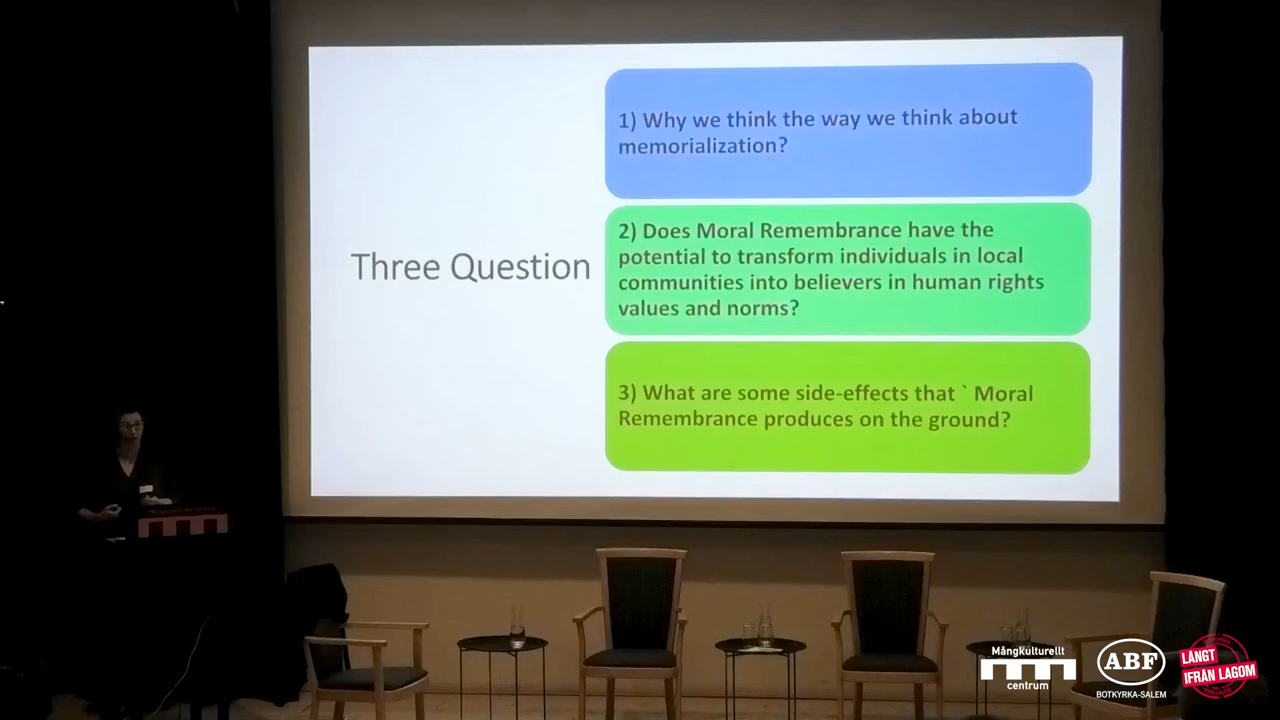 Three Question
1) Why we think the way we think about
memorialization?
2) Does Moral Remembrance have the
potential to transform individuals in local
communities into believers in human rights
values and norms?
3) What are some side-effects that ` Moral
Remembrance produces on the ground?
Mångkulturellt
centrum
ABF
BOTKYRKA-SALEM
LÅNGT
IFRÅN LAGOM